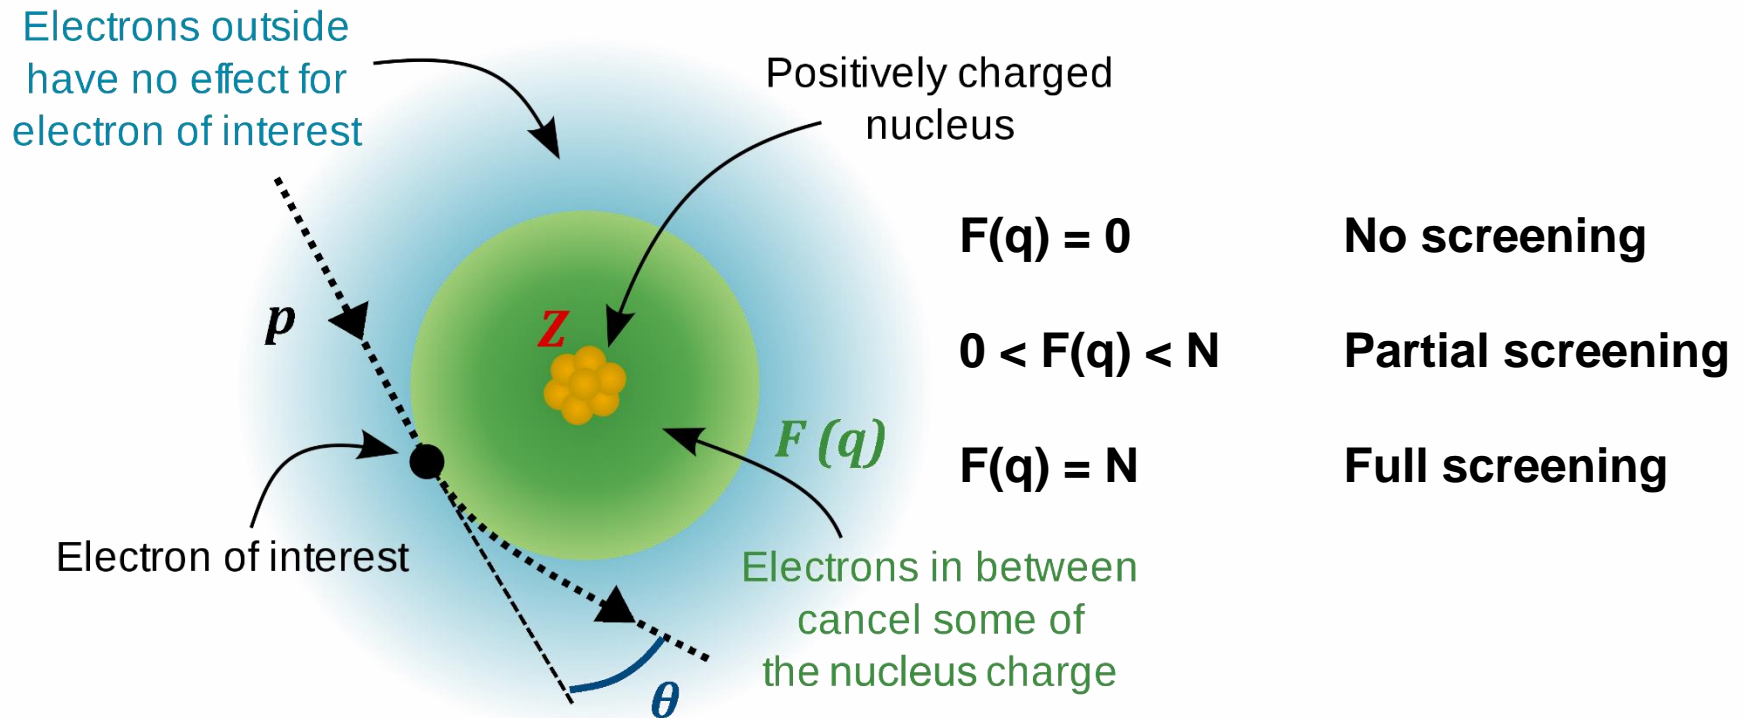 Electrons outside
have no effect for
electron of interest
Positively charged
nucleus
F(q) = 0 No screening
p
Z
0 < F(q) < N Partial screening
F (q)
F(q) = N Full screening
Electron of interest
Electrons in between
cancel some of
the nucleus charge
θ